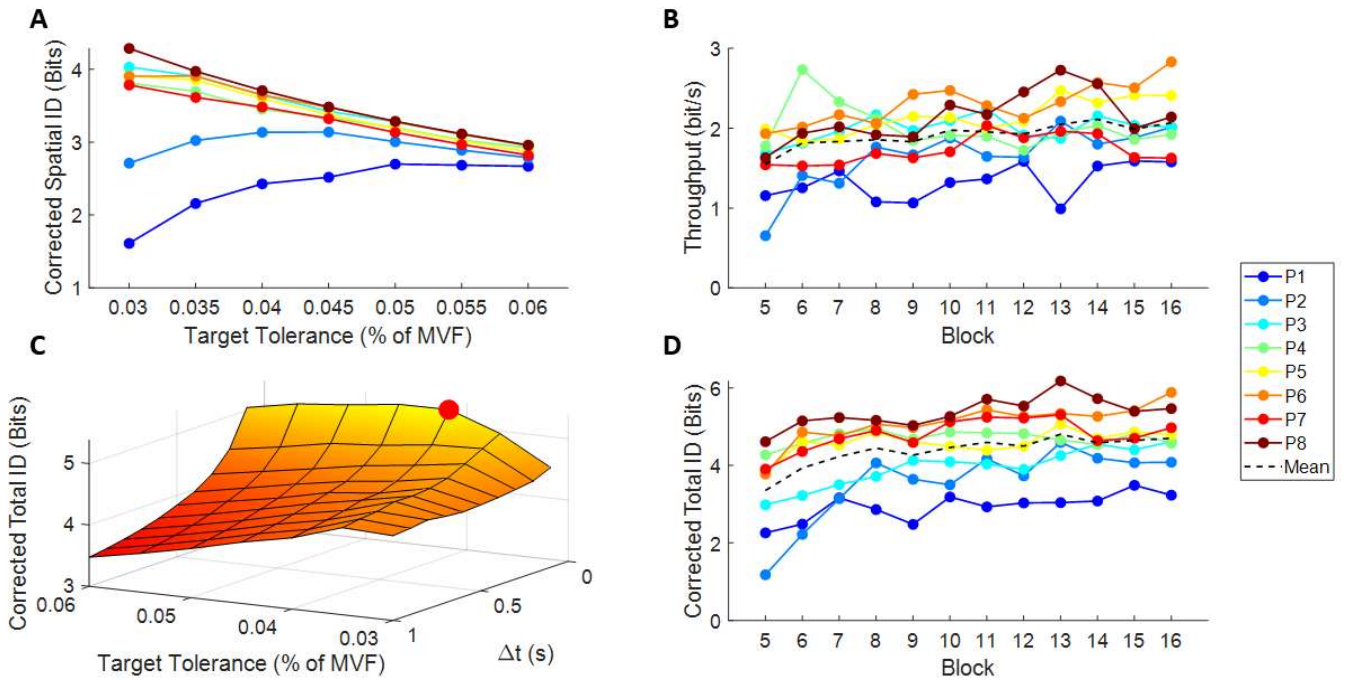 A
Corrected Spatial ID (Bits)
4
3
2
1
0.03 0.035 0.04 0.045 0.05 0.055 0.06
Target Tolerance (% of MVF)
B
Throughput (bit/s)
3
2
1
0
5 6 7 8 9 10 11 12 13 14 15 16
Block
P1
P2
P3
P4
P5
P6
P7
P8
Mean
C
Corrected Total ID (Bits)
5
4
3
0.06
0.05
0.04
0.03
Target Tolerance (% of MVF)
0
0.5
1
Δt (s)
D
Corrected Total ID (Bits)
6
4
2
0
5 6 7 8 9 10 11 12 13 14 15 16
Block